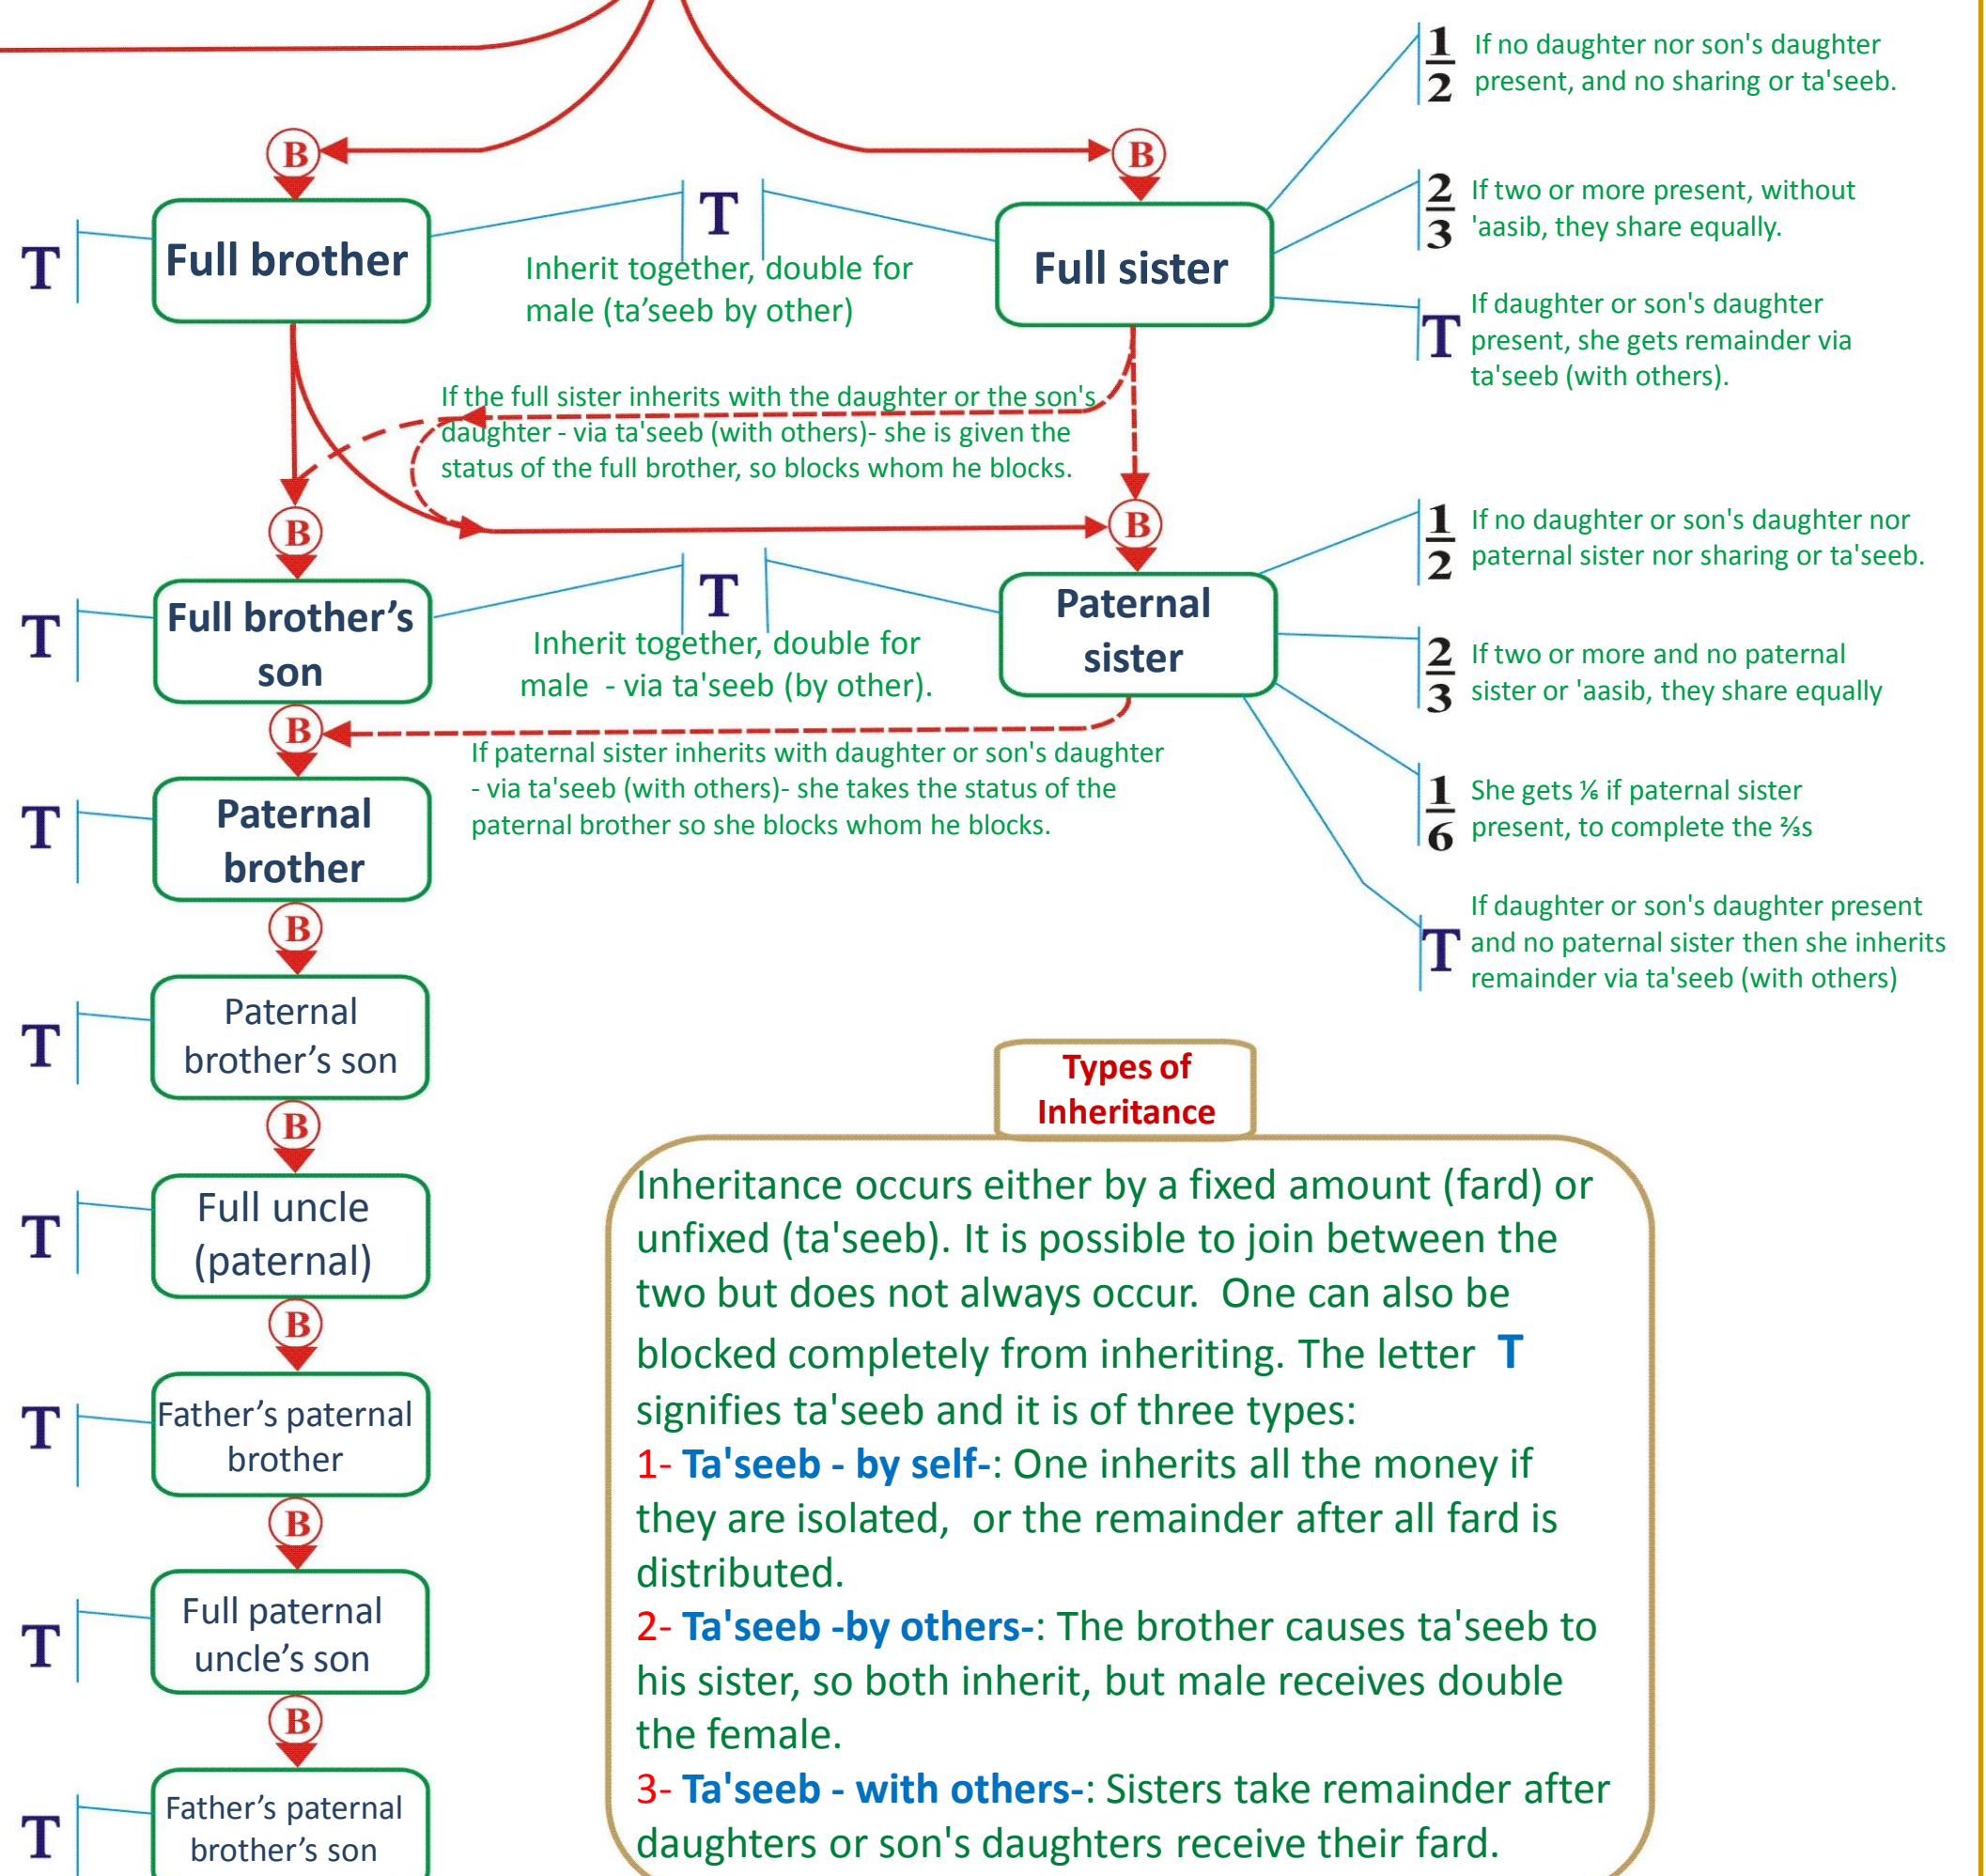 1
2
If no daughter nor son's daughter
present, and no sharing or ta'seeb.
B
B
T
Full brother
T
Inherit together, double for
male (ta’seeb by other)
Full sister
2
3
If two or more present, without
'aasib, they share equally.
T
If daughter or son's daughter
present, she gets remainder via
ta'seeb (with others).
If the full sister inherits with the daughter or the son's
daughter - via ta'seeb (with others)- she is given the
status of the full brother, so blocks whom he blocks.
B
B
1
2
If no daughter or son's daughter nor
paternal sister nor sharing or ta'seeb.
T
Full brother’s
son
T
Inherit together, double for
male - via ta'seeb (by other).
Paternal
sister
2
3
If two or more and no paternal
sister or 'aasib, they share equally
B
If paternal sister inherits with daughter or son's daughter
- via ta'seeb (with others)- she takes the status of the
paternal brother so she blocks whom he blocks.
1
6
She gets ⅙ if paternal sister
present, to complete the ⅔s
T
Paternal
brother
T
If daughter or son's daughter present
and no paternal sister then she inherits
remainder via ta'seeb (with others)
B
T
Paternal
brother’s son
B
T
Full uncle
(paternal)
B
T
Father’s paternal
brother
B
T
Full paternal
uncle’s son
B
T
Father’s paternal
brother’s son
Types of
Inheritance
Inheritance occurs either by a fixed amount (fard) or
unfixed (ta'seeb). It is possible to join between the
two but does not always occur. One can also be
blocked completely from inheriting. The letter T
signifies ta'seeb and it is of three types:
1- Ta'seeb - by self-: One inherits all the money if
they are isolated, or the remainder after all fard is
distributed.
2- Ta'seeb -by others-: The brother causes ta'seeb to
his sister, so both inherit, but male receives double
the female.
3- Ta'seeb - with others-: Sisters take remainder after
daughters or son's daughters receive their fard.